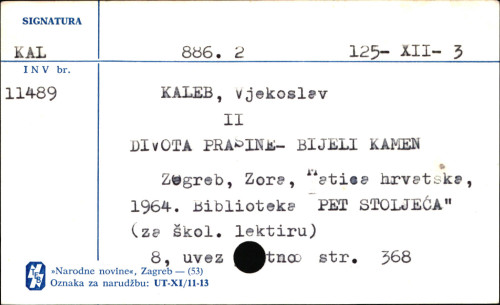 SIGNATURA
KAL 886. 2 125- XII- 3
INV br.
11489 KALEB, Vjekoslav
II
DIVOTA PRAŠINE- BIJELI KAMEN
Zagreb, Zora, Matica hrvatska,
1964. Biblioteka "PET STOLJEĆA"
(za škol. lektiru)
8, uvez str. 368
»Narodne novine«, Zagreb — (53)
Oznaka za narudžbu: UT-XI/11-13